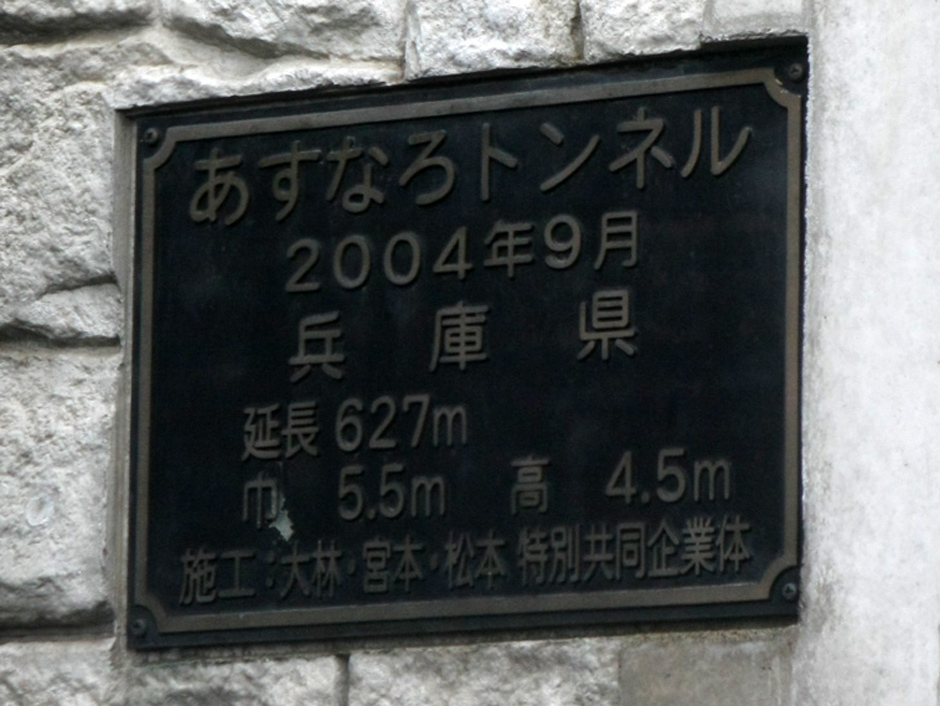 あすなろトンネル
2004年9月
兵庫県
延長 627m
巾 5.5m 高 4.5m
施工:大林・宮本・松本 特別共同企業体